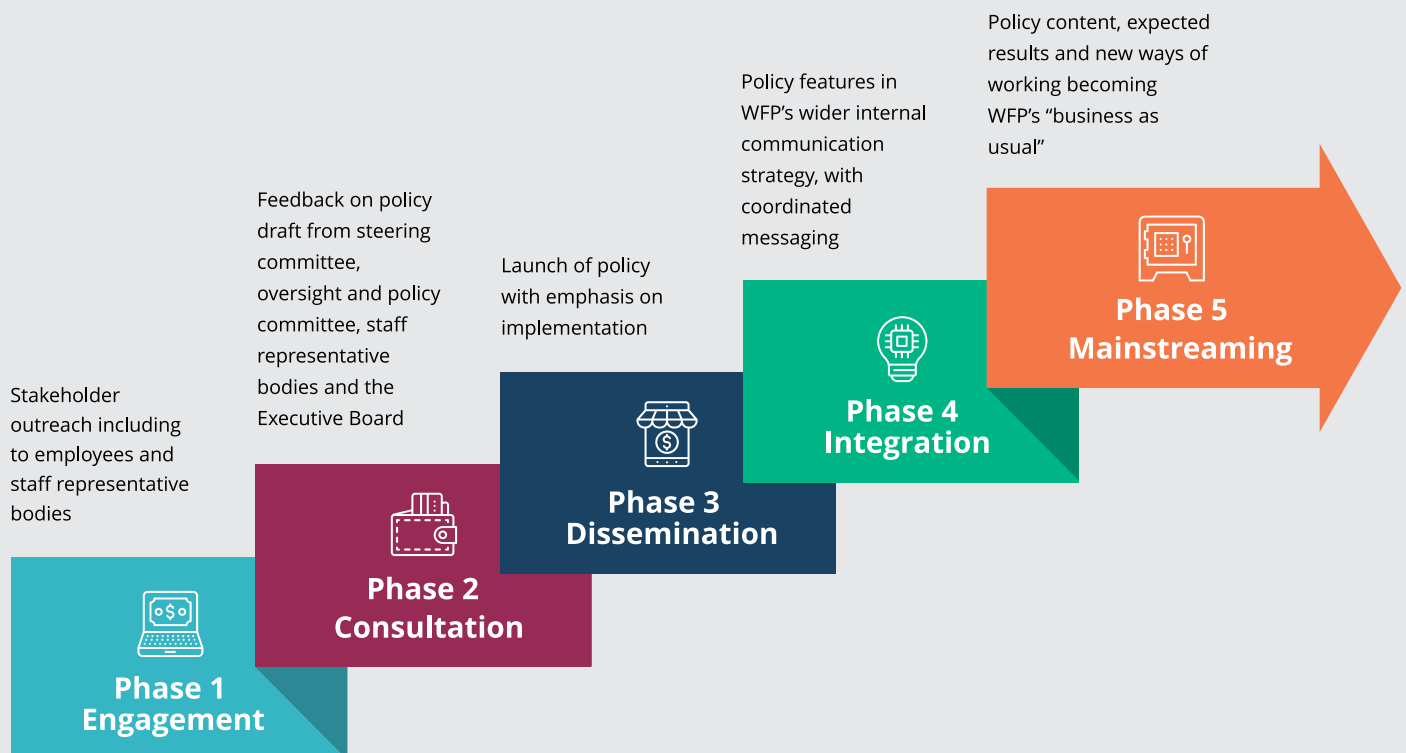 Stakeholder
outreach including
to employees and
staff representative
bodies
Phase 1
Engagement
Feedback on policy
draft from steering
committee,
oversight and policy
committee, staff
representative
bodies and the
Executive Board
Phase 2
Consultation
Launch of policy
with emphasis on
implementation
Phase 3
Dissemination
Policy features in
WFP’s wider internal
communication
strategy, with
coordinated
messaging
Phase 4
Integration
Policy content, expected
results and new ways of
working becoming
WFP’s “business as
usual”
Phase 5
Mainstreaming